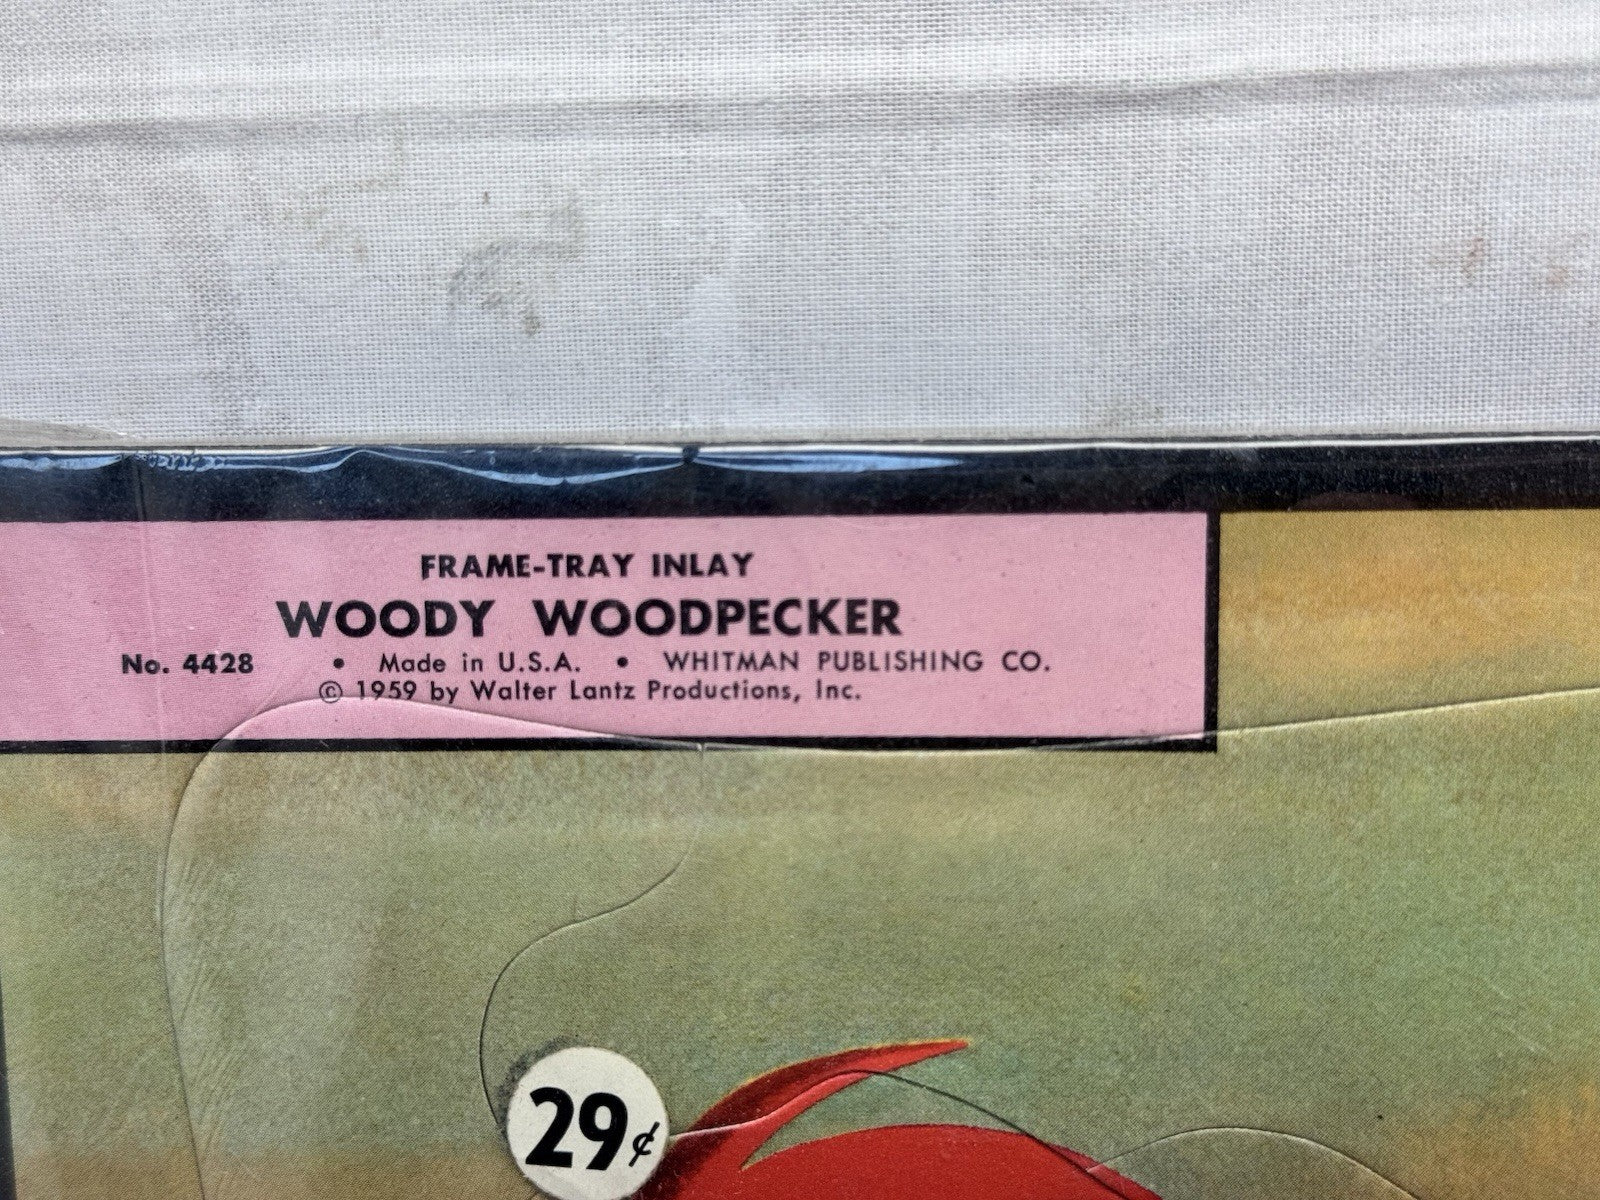 FRAME-TRAY INLAY
WOODY WOODPECKER
No. 4428 • Made in U.S.A. • WHITMAN PUBLISHING CO.
© 1959 by Walter Lantz Productions, Inc.
29¢